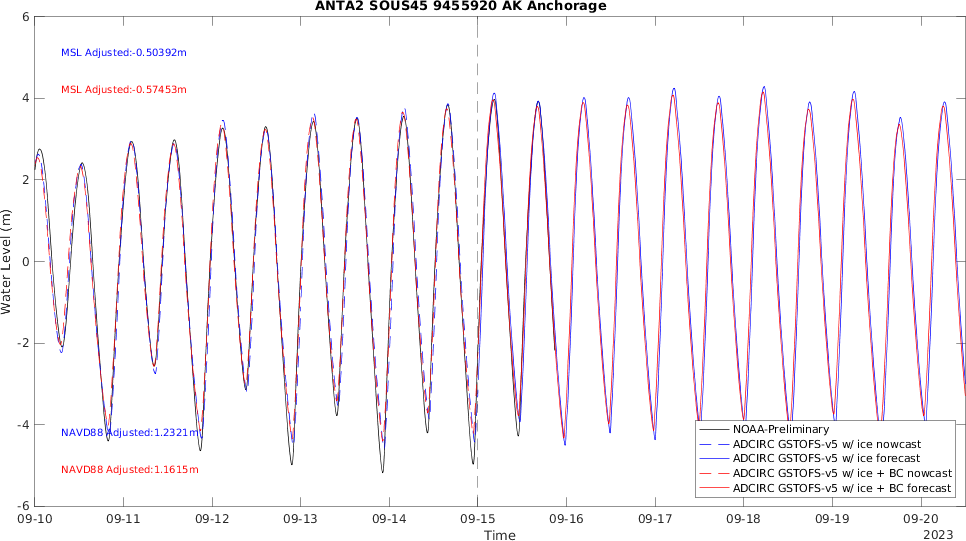 ANTA2 SOUS45 9455920 AK Anchorage
6
MSL Adjusted:-0.50392m
MSL Adjusted:-0.57453m
4
2
0
-2
-4
-6
Water Level (m)
NAVD88 Adjusted:1.2321m
NAVD88 Adjusted:1.1615m
NOAA-Preliminary
ADCIRC GSTOFS-v5 w/ ice nowcast
ADCIRC GSTOFS-v5 w/ ice forecast
ADCIRC GSTOFS-v5 w/ ice + BC nowcast
ADCIRC GSTOFS-v5 w/ ice + BC forecast
09-10 09-11 09-12 09-13 09-14 09-15 09-16 09-17 09-18 09-19 09-20
Time
2023